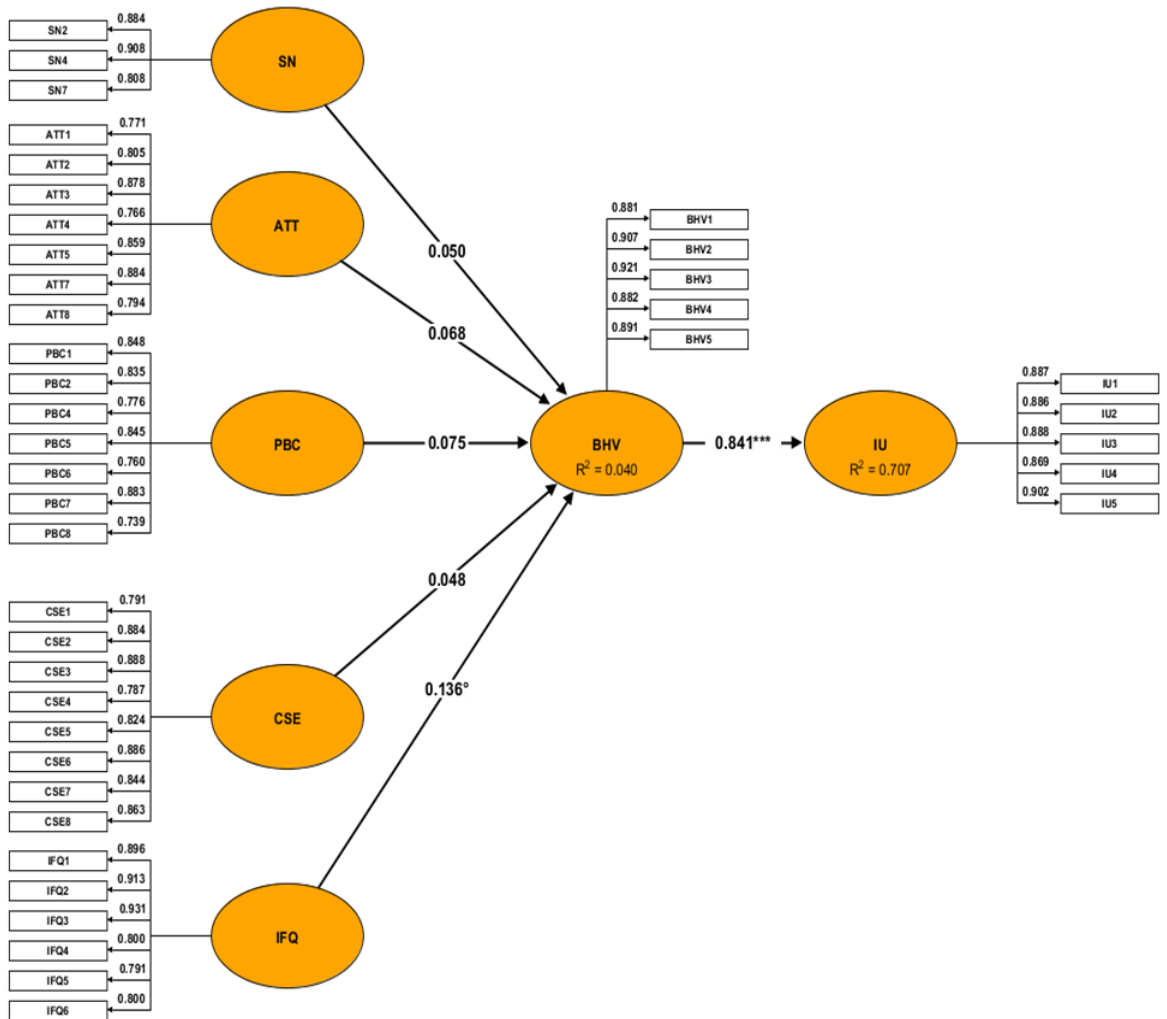 SN2
0.884
SN4
0.908
SN7
0.808
SN
ATT1
0.771
ATT2
0.805
ATT3
0.878
ATT4
0.766
ATT5
0.859
ATT7
0.884
ATT8
0.794
ATT
0.050
0.068
PBC1
0.848
PBC2
0.835
PBC4
0.776
PBC5
0.845
PBC6
0.760
PBC7
0.883
PBC8
0.739
PBC
0.075
BHV
R² = 0.040
0.881
BHV1
0.907
BHV2
0.921
BHV3
0.882
BHV4
0.891
BHV5
0.841***
IU
R² = 0.707
0.887
IU1
0.886
IU2
0.888
IU3
0.869
IU4
0.902
IU5
CSE1
0.791
CSE2
0.884
CSE3
0.888
CSE4
0.787
CSE5
0.824
CSE6
0.886
CSE7
0.844
CSE8
0.863
CSE
0.048
0.136°
IFQ1
0.896
IFQ2
0.913
IFQ3
0.931
IFQ4
0.800
IFQ5
0.791
IFQ6
0.800
IFQ